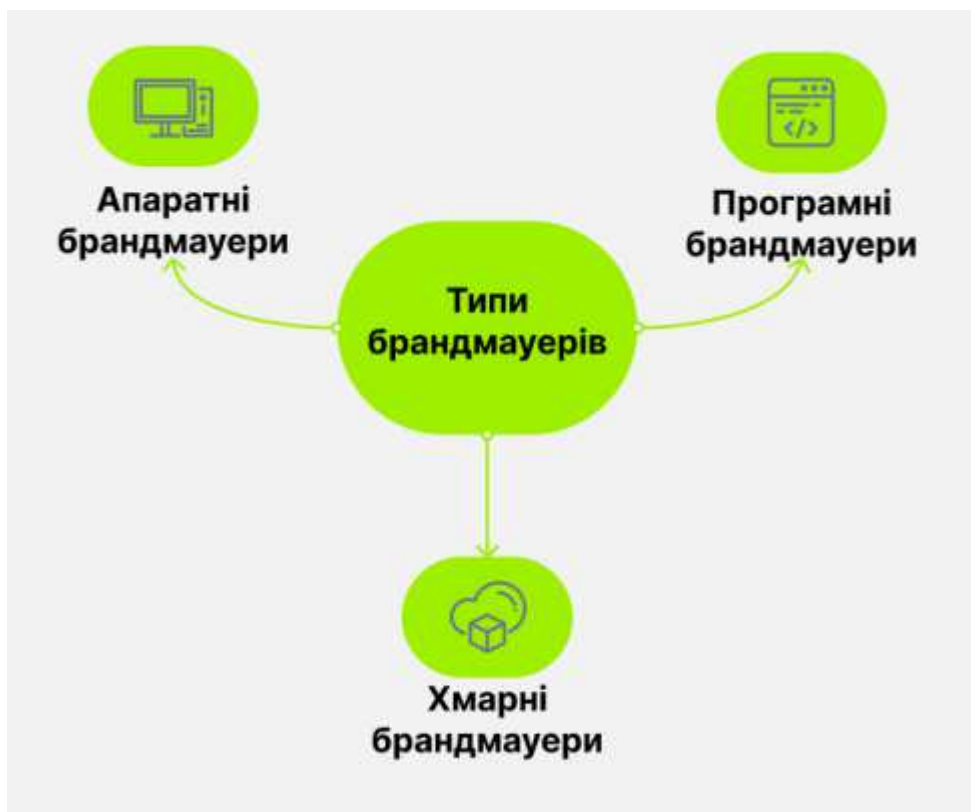 Апаратні
брандмауери
Програмні
брандмауери
Типи
брандмауерів
</>
Хмарні
брандмауери